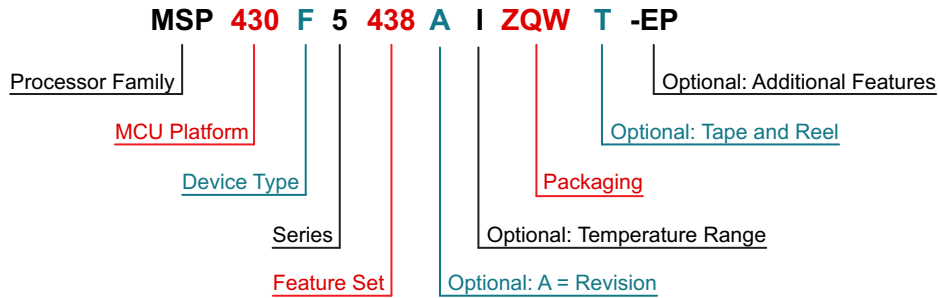 MSP 430 F 5 438 A I ZQW T -EP
Processor Family
Optional: Additional Features
MCU Platform
Optional: Tape and Reel
Device Type
Packaging
Series
Optional: Temperature Range
Feature Set
Optional: A = Revision